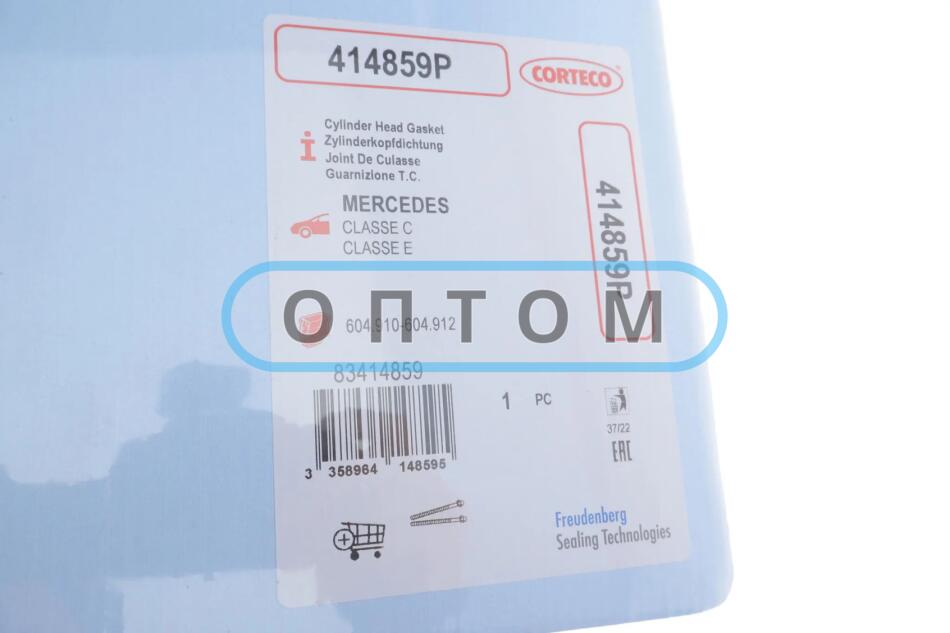 414859P
CORTECO
Cylinder Head Gasket
Zylinderkopfdichtung
Joint De Culasse
Guarnizione T.C.
MERCEDES
CLASSE C
CLASSE E
414859P
ОПТОМ
604.910-604.912
83414859
1 PC
37/22
EAC
3 358964 148595
Freudenberg
Sealing Technologies